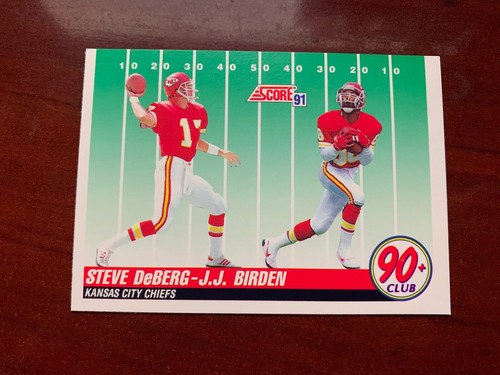 10 20 30 40 50 40 30 20 10
SCORE 91
17
STEVE DeBERG-J.J. BIRDEN
KANSAS CITY CHIEFS
90+
CLUB